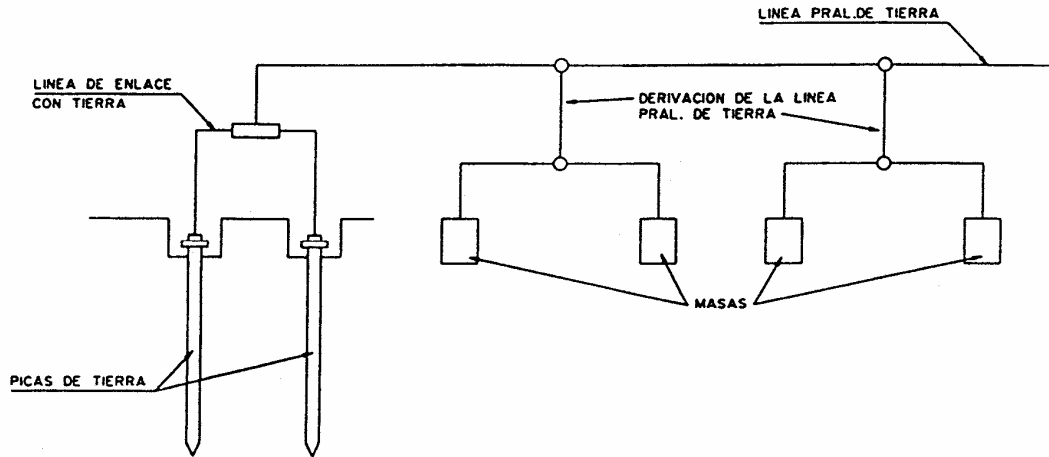 LINEA PRAL.DE TIERRA
LINEA DE ENLACE
CON TIERRA
DERIVACION DE LA LINEA
PRAL. DE TIERRA
MASAS
PICAS DE TIERRA